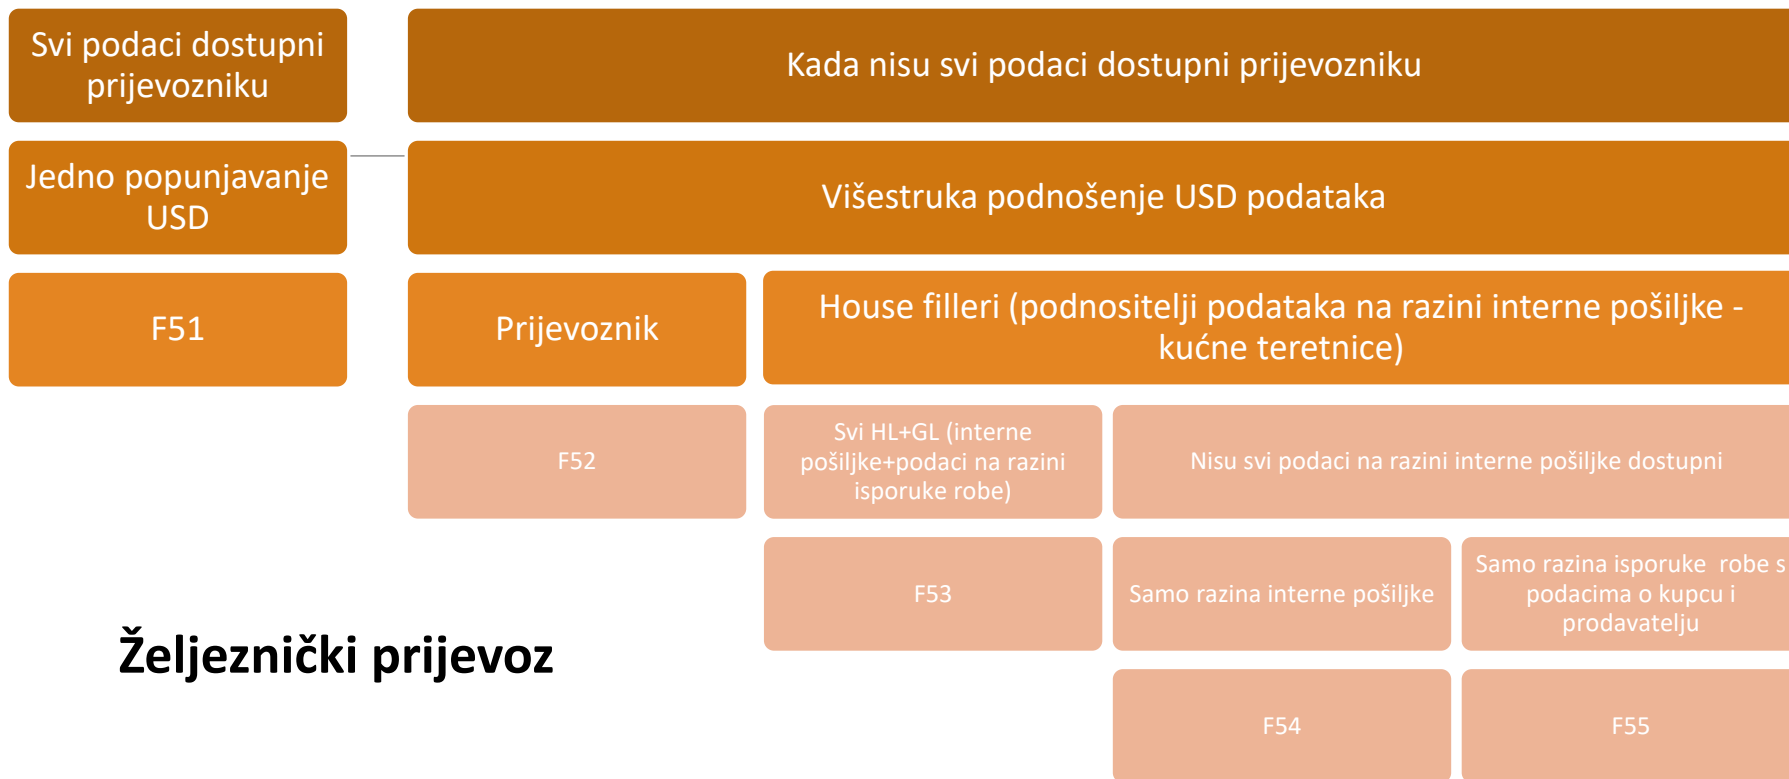 Svi podaci dostupni
prijevozniku
Kada nisu svi podaci dostupni prijevozniku
Jedno popunjavanje
USD
Višestruka podnošenje USD podataka
F51
Prijevoznik
House filleri (podnositelji podataka na razini interne pošiljke -
kućne teretnice)
F52
Svi HL+GL (interne
pošiljke+podaci na razini
isporuke robe)
Nisu svi podaci na razini interne pošiljke dostupni
F53
Samo razina interne pošiljke
Samo razina isporuke robe s
podacima o kupcu i
prodavatelju
Željeznički prijevoz
F54
F55